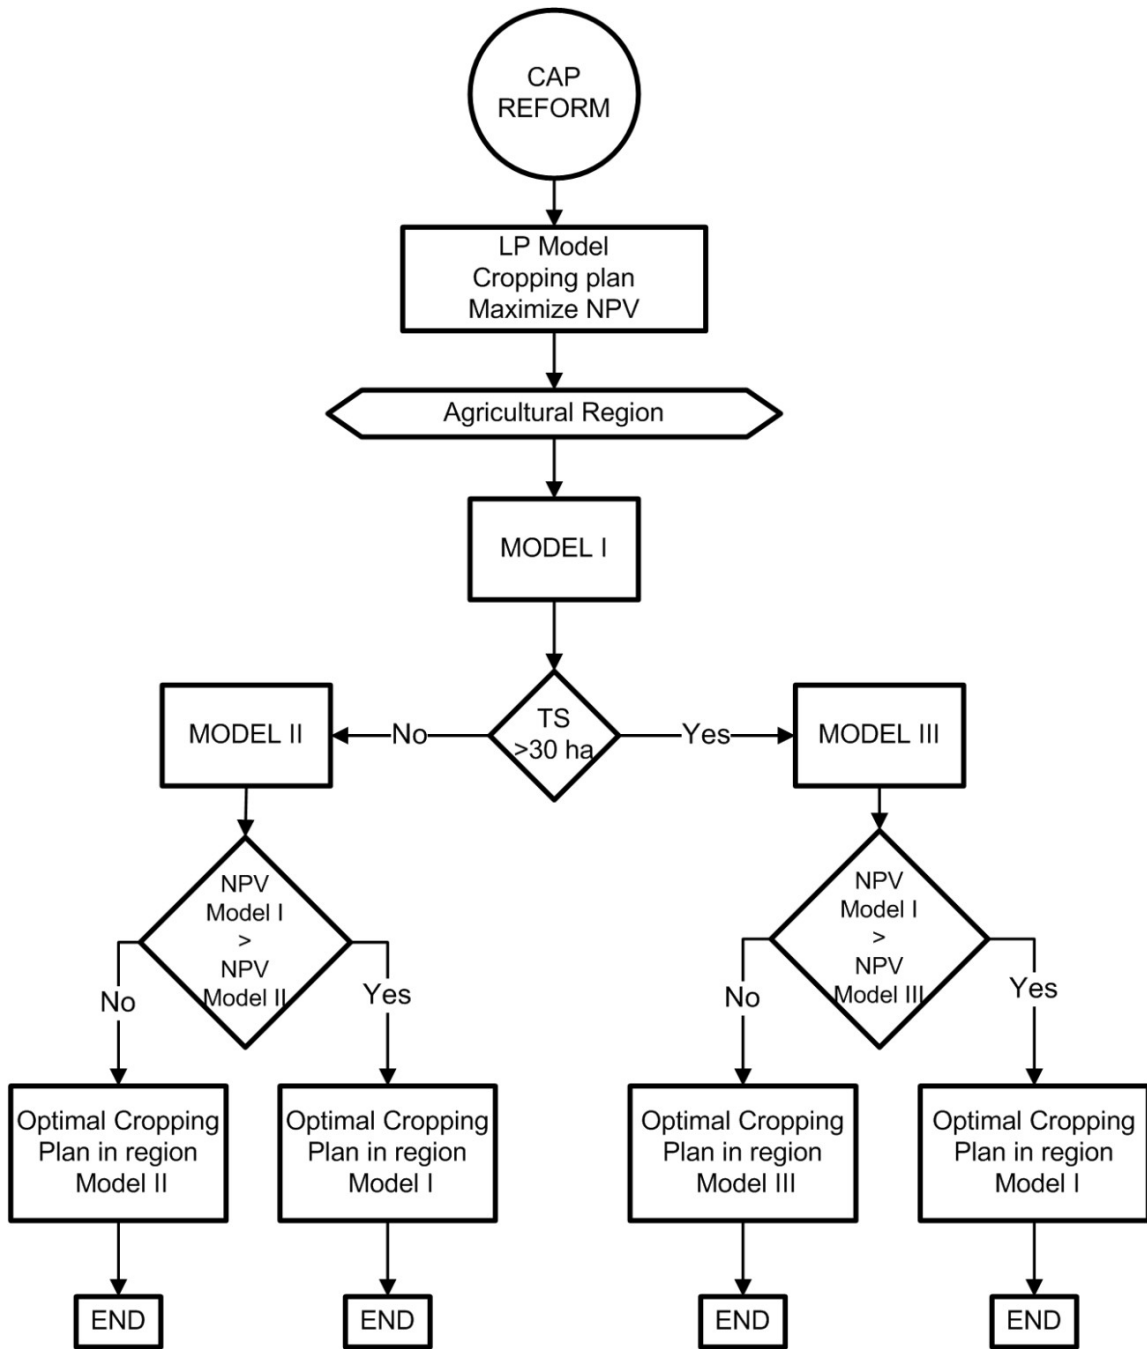 CAP
REFORM
LP Model
Cropping plan
Maximize NPV
Agricultural Region
MODEL I
TS
>30 ha
No
Yes
MODEL II
MODEL III
NPV
Model I
>
NPV
Model II
No
Yes
NPV
Model I
>
NPV
Model III
No
Yes
Optimal Cropping
Plan in region
Model II
Optimal Cropping
Plan in region
Model I
Optimal Cropping
Plan in region
Model III
Optimal Cropping
Plan in region
Model I
END
END
END
END